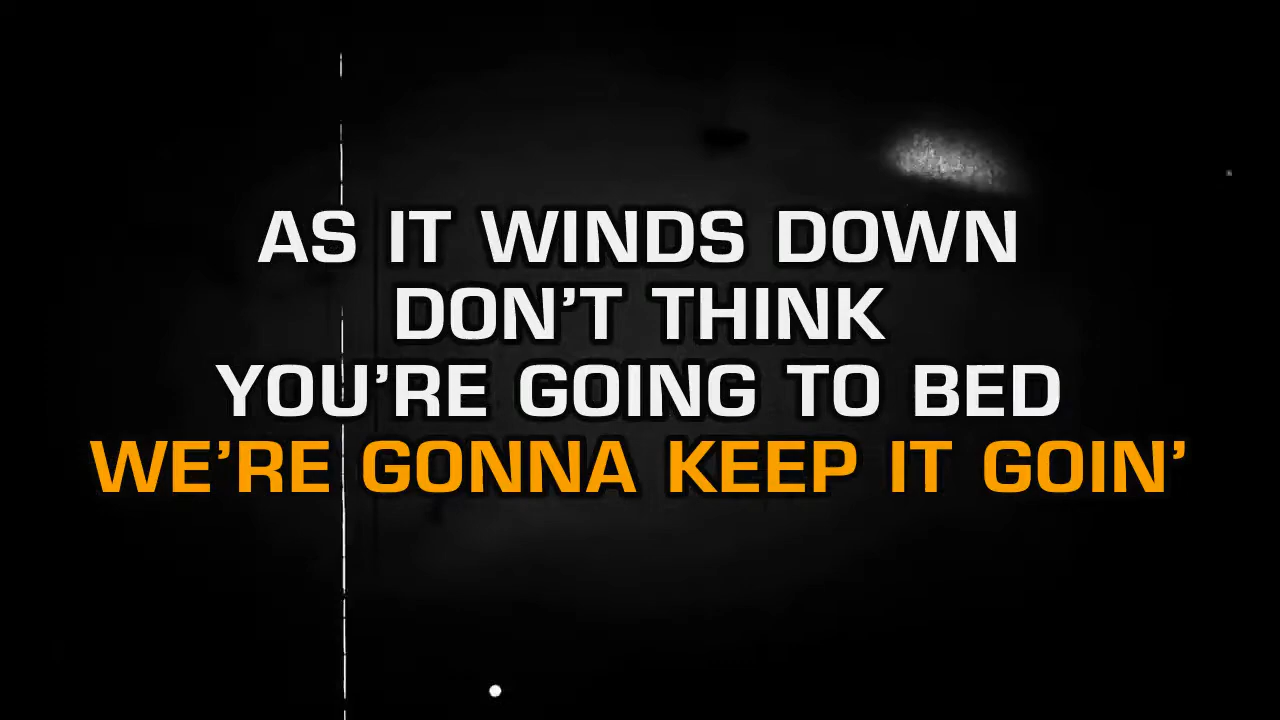 AS IT WINDS DOWN
DON’T THINK
YOU’RE GOING TO BED
WE’RE GONNA KEEP IT GOIN’